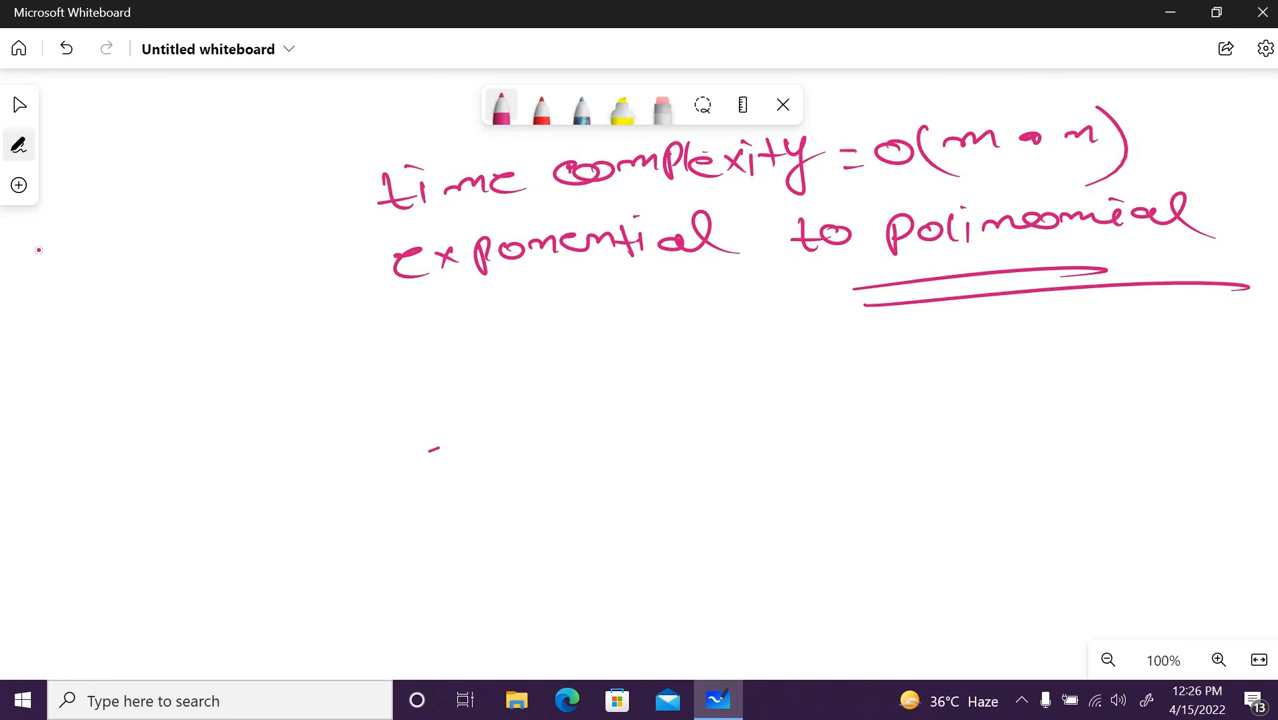 Microsoft Whiteboard
Untitled whiteboard
time complexity = O(m * n)
exponential to polinomial
100%
Type here to search
36°C Haze
12:26 PM
4/15/2022
13